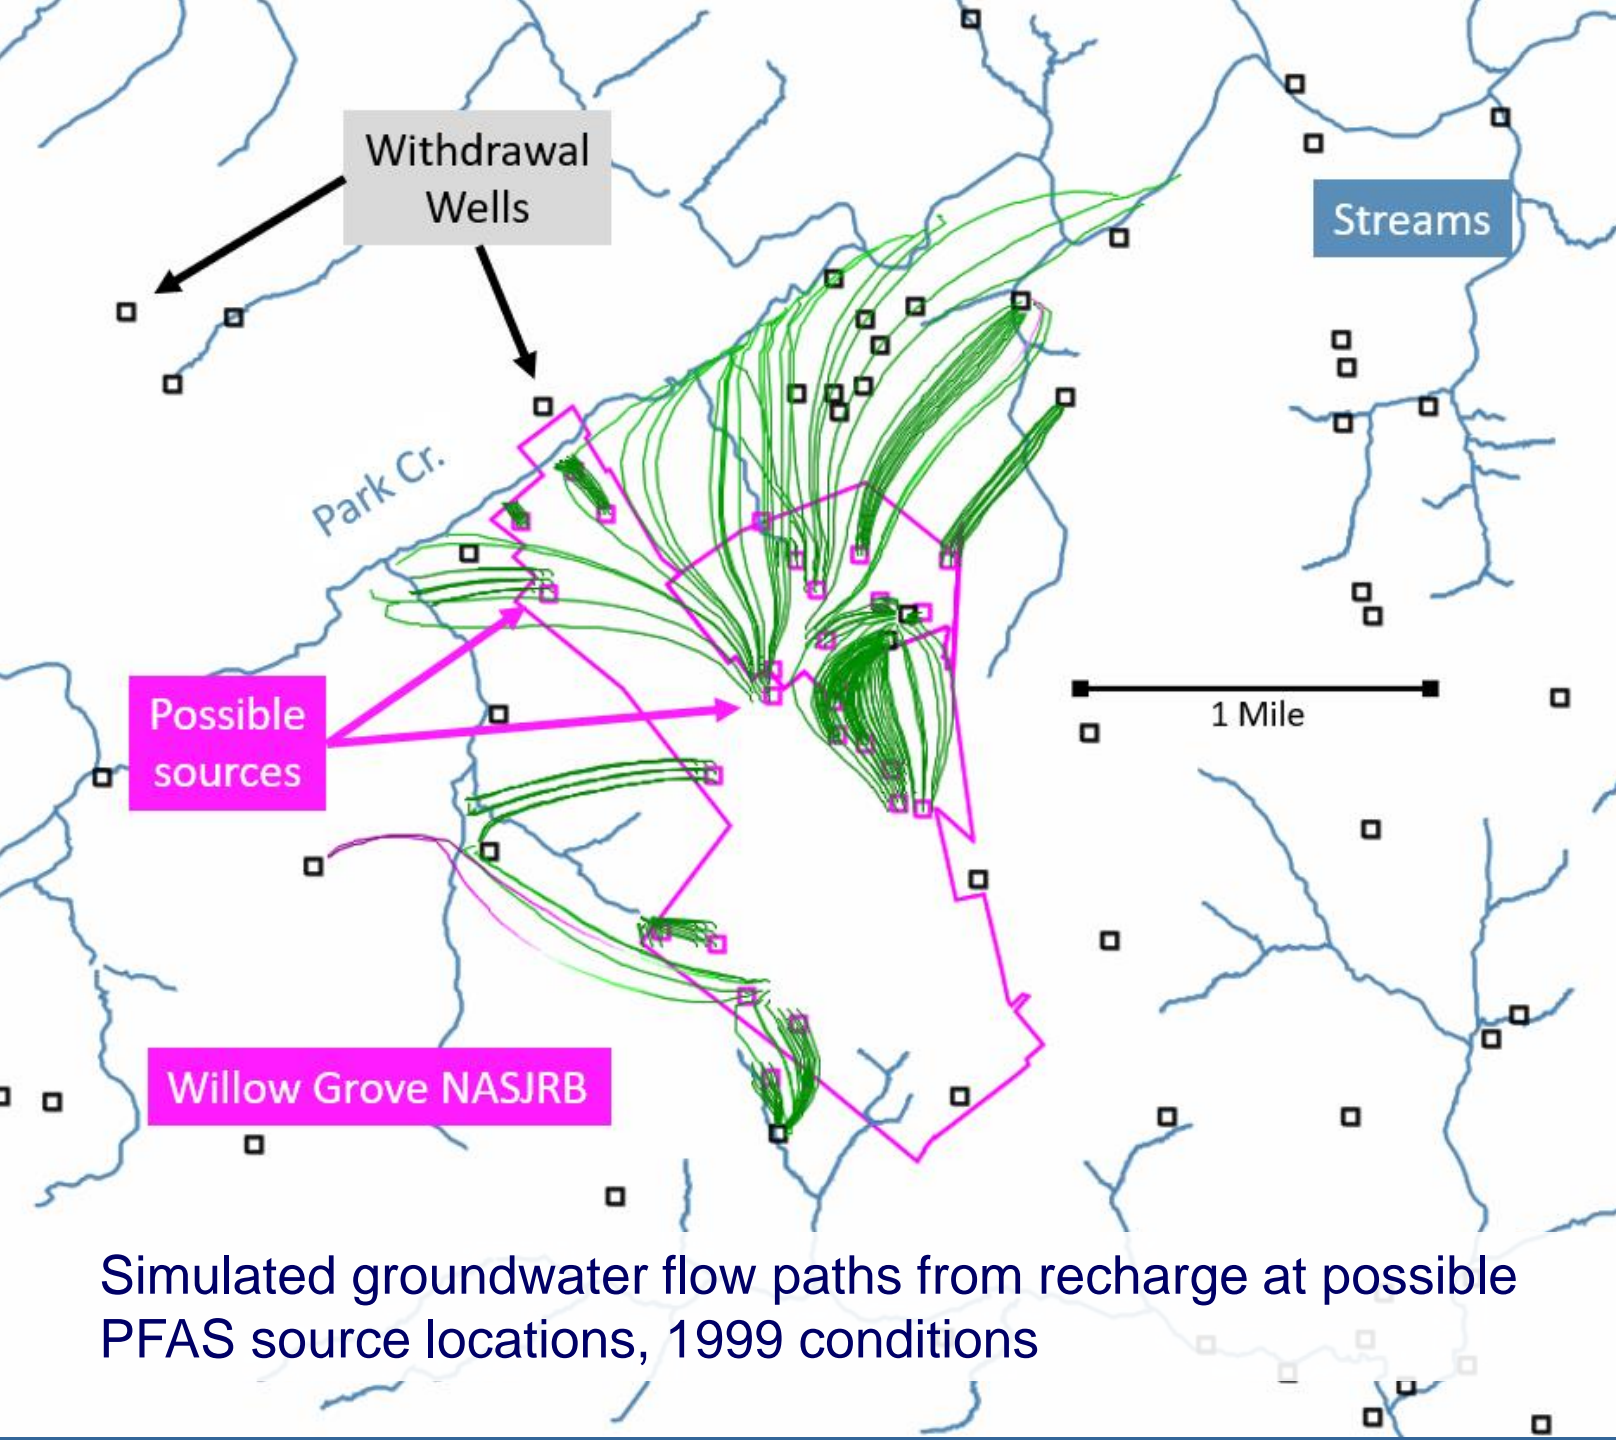 Withdrawal
Wells
Streams
Park Cr.
Possible
sources
1 Mile
Willow Grove NASJRB
Simulated groundwater flow paths from recharge at possible
PFAS source locations, 1999 conditions